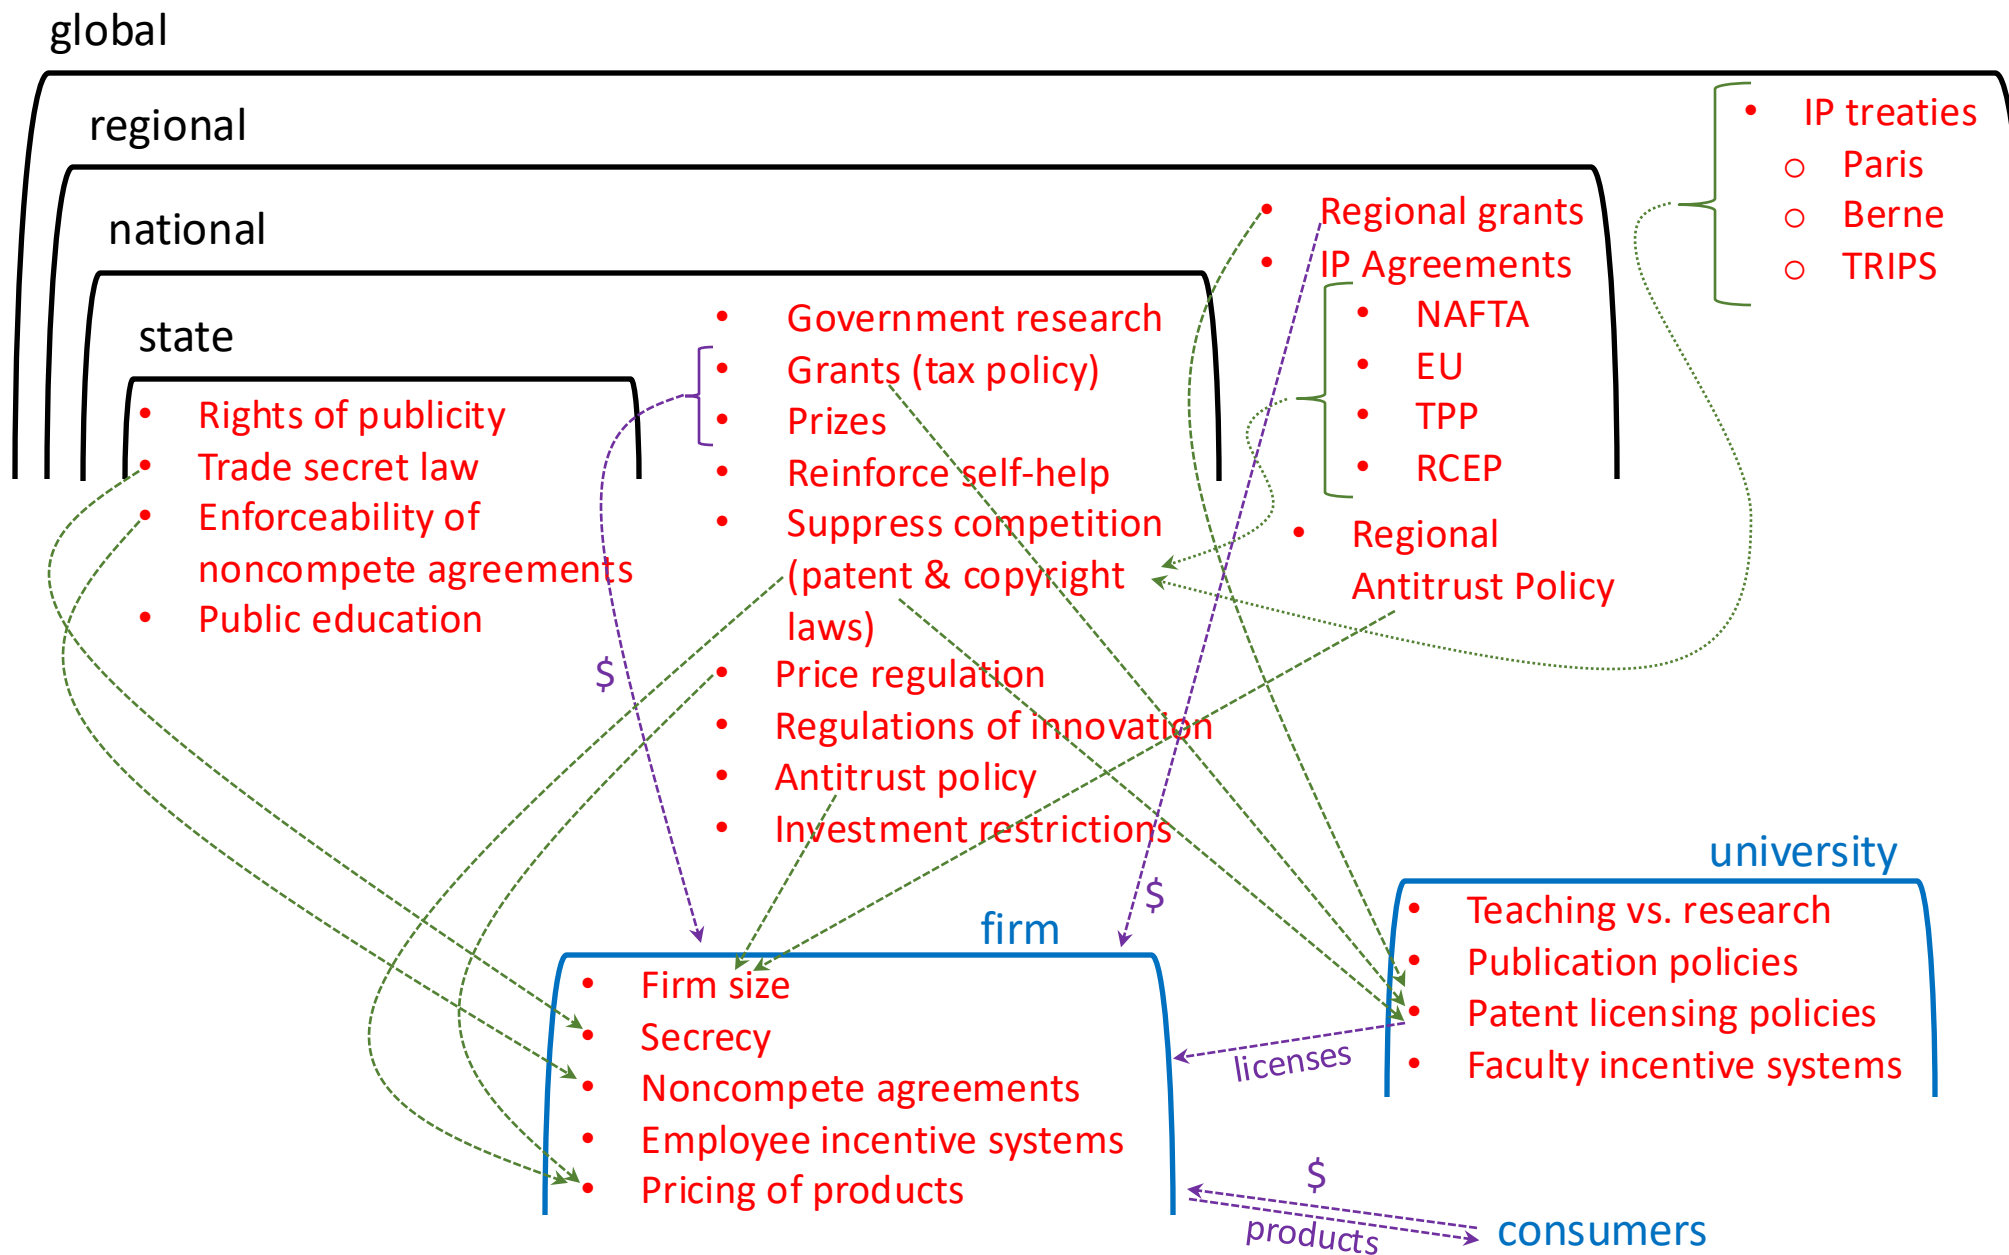 global
regional
national
state
• Rights of publicity
• Trade secret law
• Enforceability of
noncompete agreements
• Public education
• Government research
• Grants (tax policy)
• Prizes
• Reinforce self-help
• Suppress competition
(patent & copyright
laws)
• Price regulation
• Regulations of innovation
• Antitrust policy
• Investment restrictions
• Regional grants
• IP Agreements
• NAFTA
• EU
• TPP
• RCEP
• Regional
Antitrust Policy
• IP treaties
o Paris
o Berne
o TRIPS
$
$
firm
• Firm size
• Secrecy
• Noncompete agreements
• Employee incentive systems
• Pricing of products
university
• Teaching vs. research
• Publication policies
• Patent licensing policies
• Faculty incentive systems
licenses
$
products
consumers